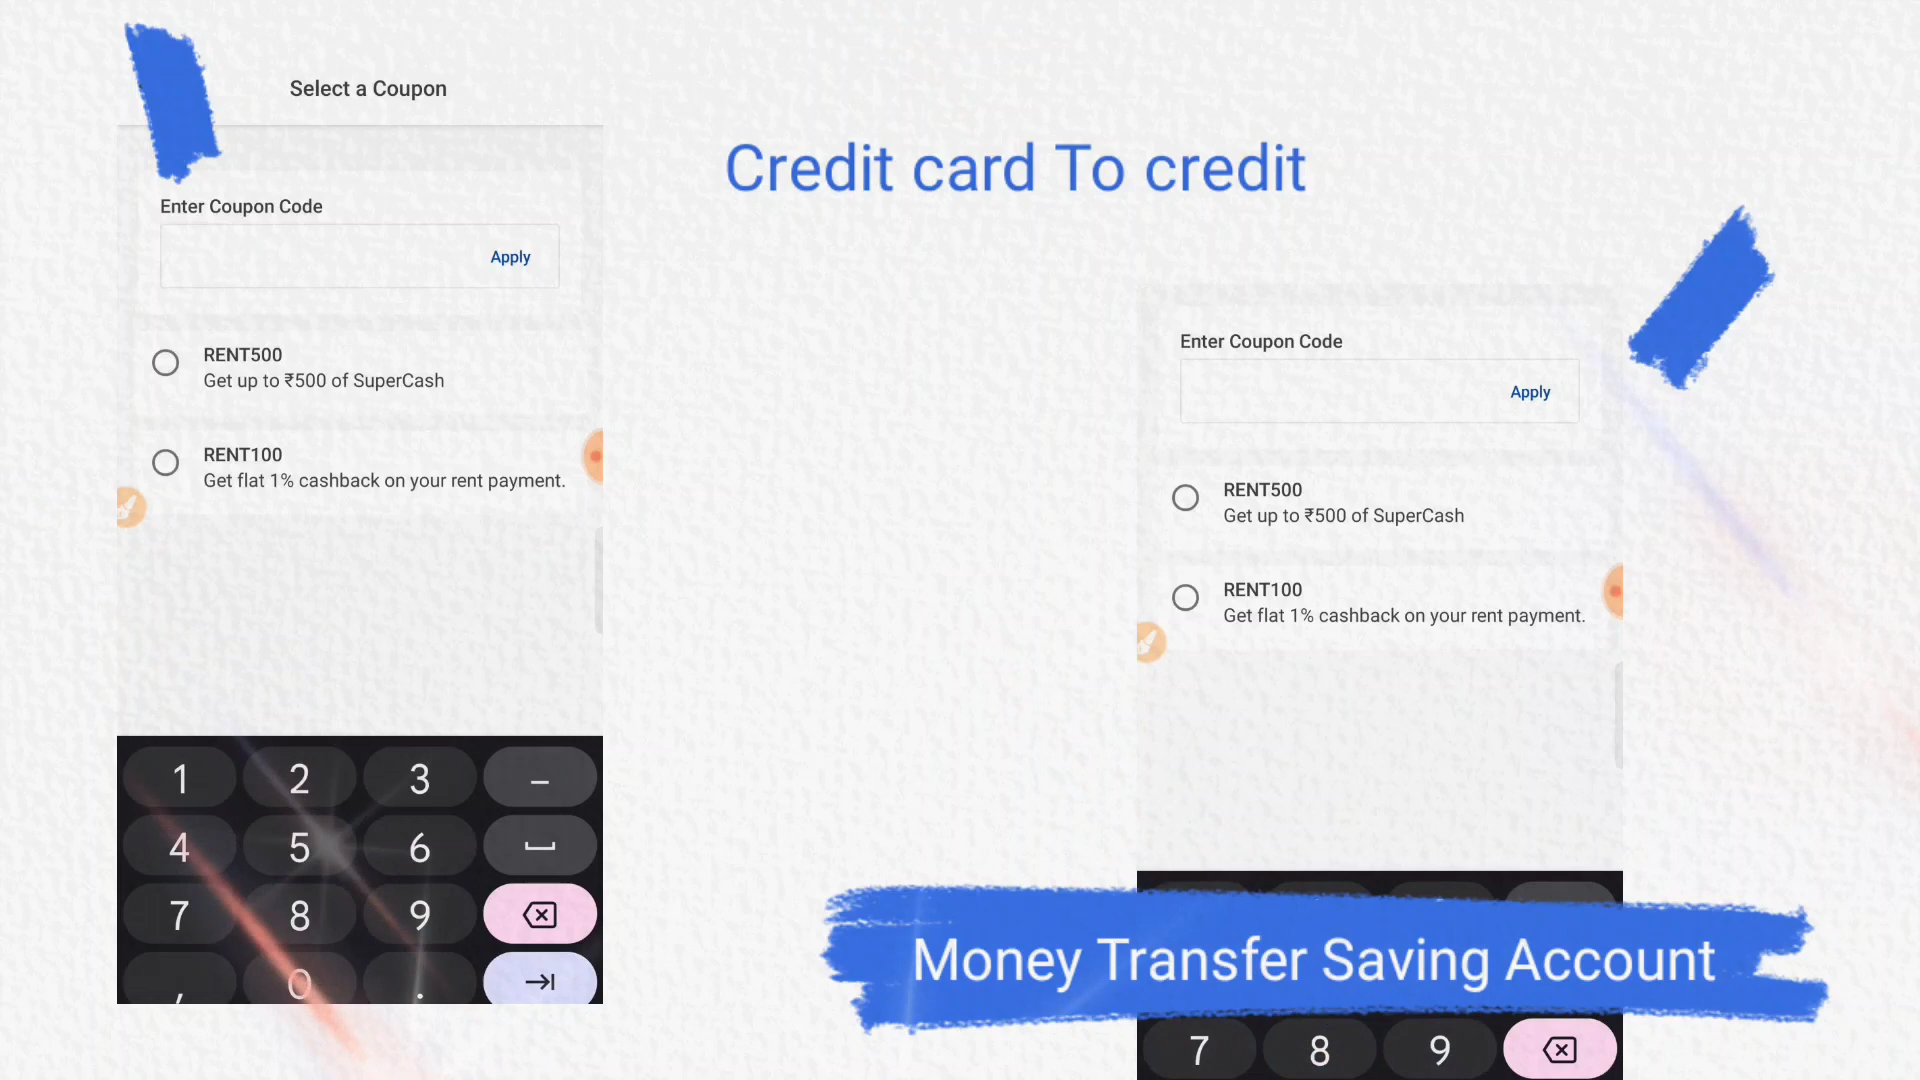 Select a Coupon
Enter Coupon Code
Apply
RENT500
Get up to ₹500 of SuperCash
RENT100
Get flat 1% cashback on your rent payment.
1 2 3 –
4 5 6
7 8 9
, 0 .
Credit card To credit
Enter Coupon Code
Apply
RENT500
Get up to ₹500 of SuperCash
RENT100
Get flat 1% cashback on your rent payment.
Money Transfer Saving Account
7 8 9